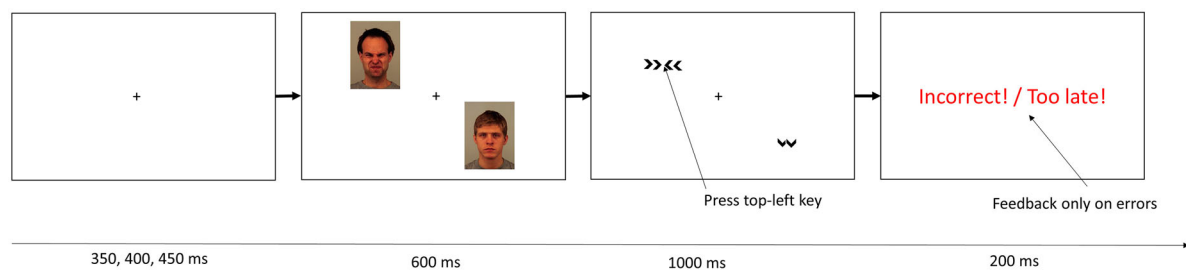 +
+
+
Incorrect! / Too late!
Press top-left key
Feedback only on errors
350, 400, 450 ms
600 ms
1000 ms
200 ms